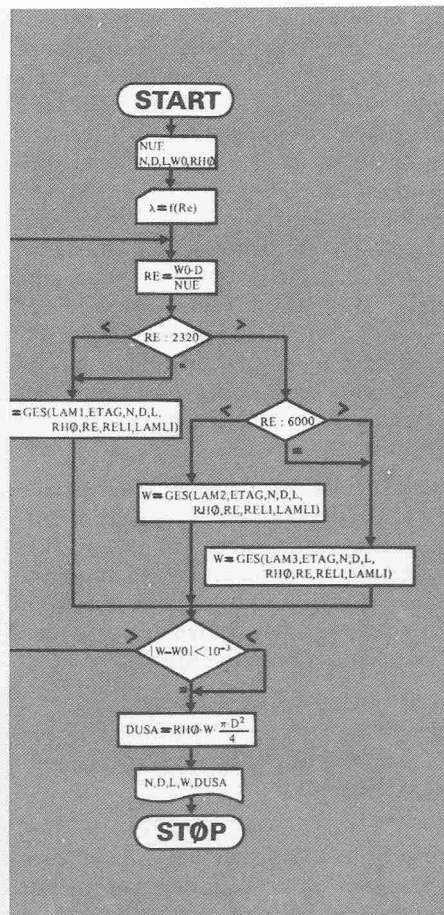 START
NUE
N,D,L,W0,RHØ
λ=f(Re)
RE=W0·D
NUE
< >
RE : 2320
=
=GES(LAM1,ETAG,N,D,L,
RHØ,RE,RELI,LAMLI)
< >
RE : 6000
=
W=GES(LAM2,ETAG,N,D,L,
RHØ,RE,RELI,LAMLI)
W=GES(LAM3,ETAG,N,D,L,
RHØ,RE,RELI,LAMLI)
> <
|W–W0|<10⁻³
=
DUSA=RHØ·W·π·D²
4
N,D,L,W,DUSA
STØP